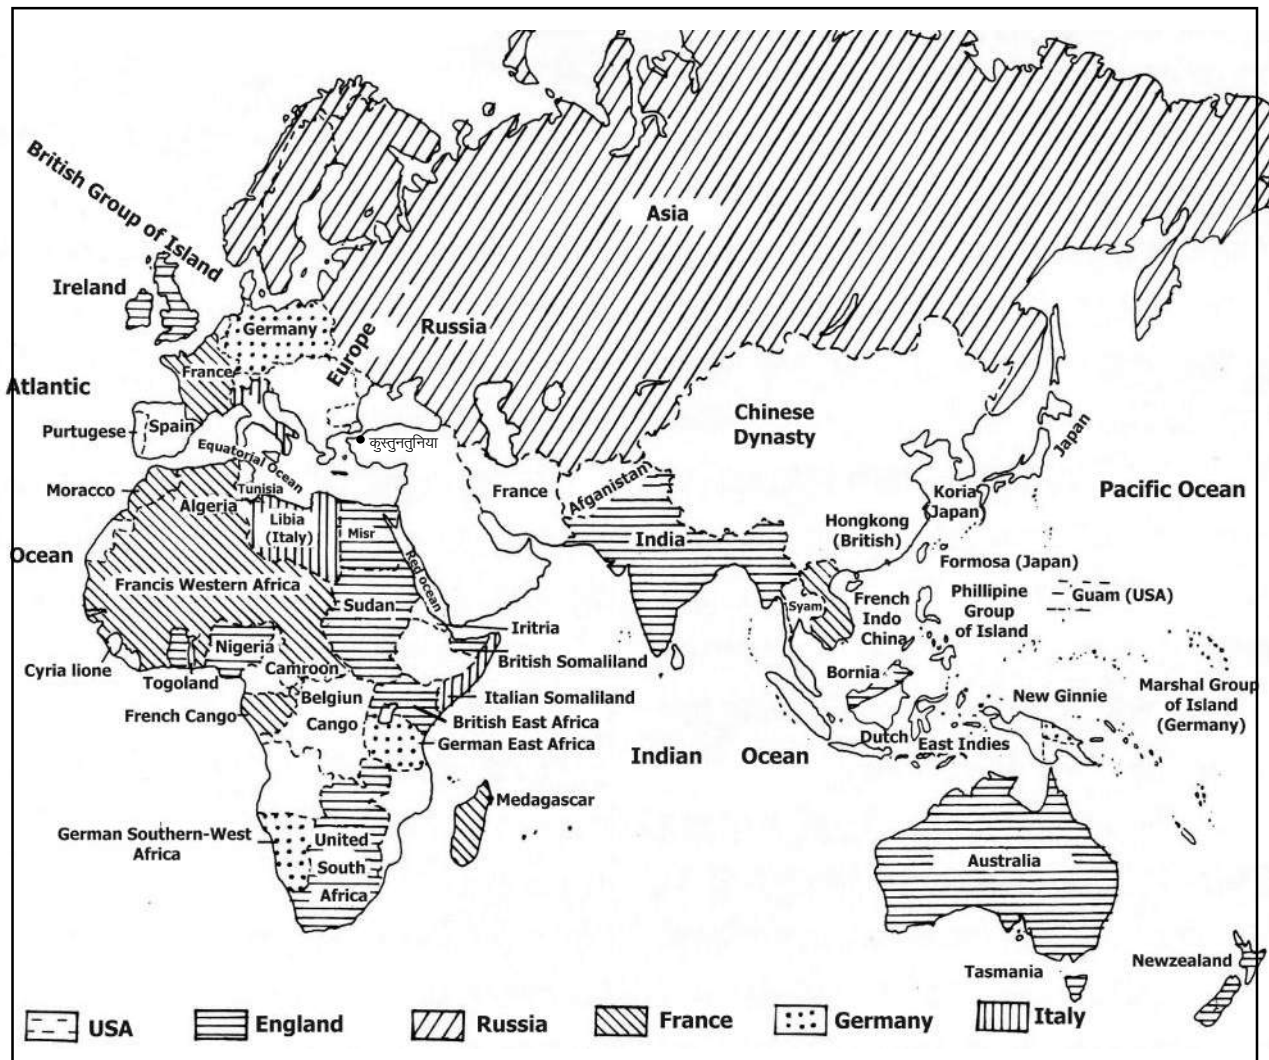 British Group of Island
Ireland
Asia
Germany
Russia
Europe
France
Atlantic
Chinese
Dynasty
Purtugese
Spain
Equatorial Ocean
कुस्तुनतुनिया
Japan
Moracco
Tunisia
Algeria
France
Afganistan
Koria
Japan
Pacific Ocean
Libia
(Italy)
Misr
India
Hongkong
(British)
Ocean
Red ocean
Formosa (Japan)
Francis Western Africa
Sudan
Syam
French
Indo
China
Phillipine
Group
of Island
Guam (USA)
Iritria
Nigeria
British Somaliland
Cyria lione
Togoland
Camroon
Bornia
Belgiun
Cango
Italian Somaliland
New Ginnie
Marshal Group
of Island
(Germany)
French Cango
British East Africa
German East Africa
Dutch
East Indies
Indian Ocean
Medagascar
German Southern-West
Africa
United
South
Africa
Australia
Tasmania
Newzealand
USA
England
Russia
France
Germany
Italy